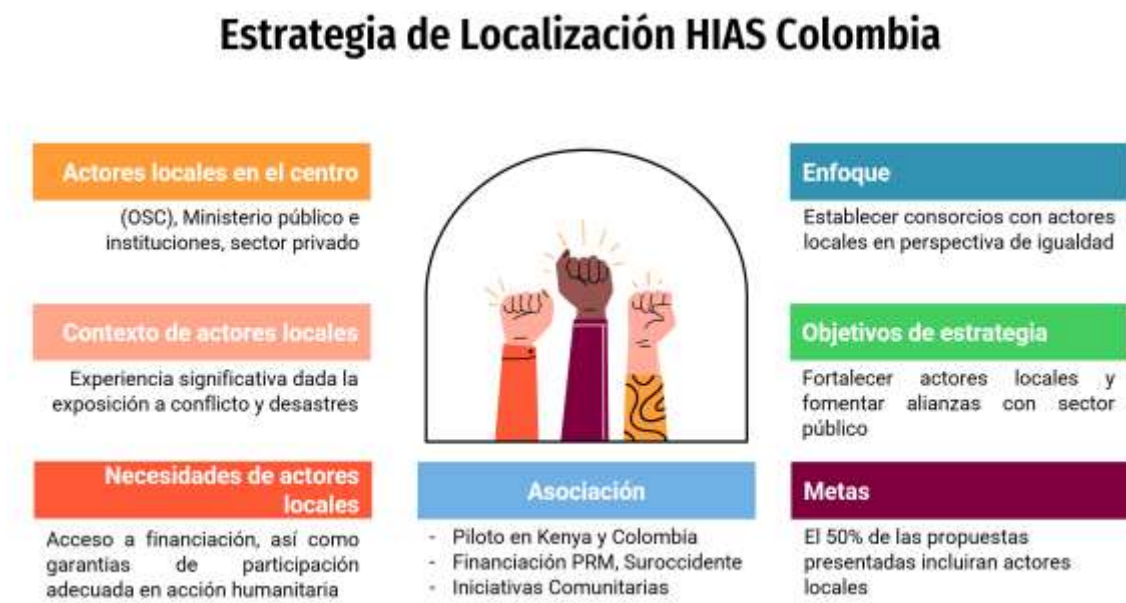 Estrategia de Localización HIAS Colombia
Actores locales en el centro
(OSC), Ministerio público e
instituciones, sector privado
Contexto de actores locales
Experiencia significativa dada la
exposición a conflicto y desastres
Necesidades de actores
locales
Acceso a financiación, así como
garantias de participación
adecuada en acción humanitaria
Asociación
- Piloto en Kenya y Colombia
- Financiación PRM, Suroccidente
- Iniciativas Comunitarias
Enfoque
Establecer consorcios con actores
locales en perspectiva de igualdad
Objetivos de estrategia
Fortalecer actores locales y
fomentar alianzas con sector
público
Metas
El 50% de las propuestas
presentadas incluiran actores
locales